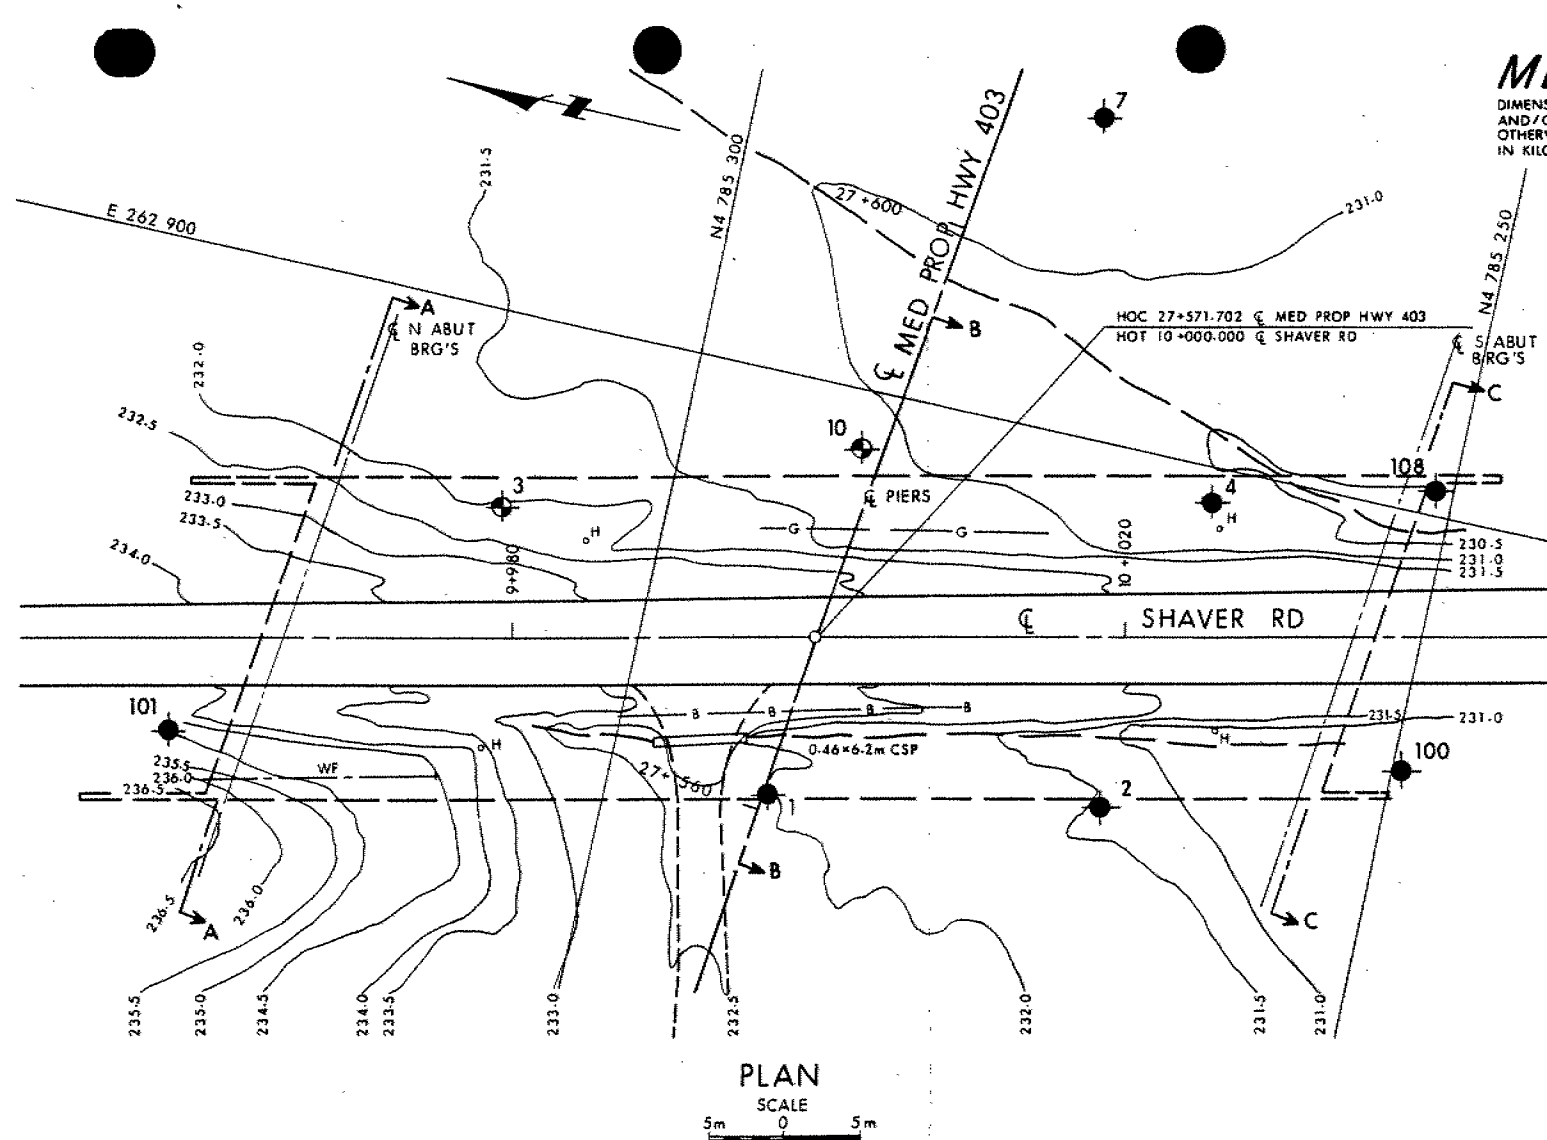 7
DIMENS
AND/O
OTHERW
IN KILO
231·5
N4 785 300
HWY 403
27 +600
231·0
E 262 900
N4 785 250
A
℄ N ABUT
BRG'S
℄ MED PROP
B
HOC 27+571·702 ℄ MED PROP HWY 403
HOT 10 +000·000 ℄ SHAVER RD
℄ S ABUT
BRG'S
C
232·0
232·5
10
108
3
4
233·0
℄ PIERS
H
H
G
G
233·5
9+980
10 +020
234·0
230·5
231·0
231·5
℄ SHAVER RD
101
B
B
B
B
231·5
231·0
H
0·46×6·2m CSP
H
100
235·5
236·0
236·5
WF
27+ 560
1
2
B
236·5
236·0
A
C
235·5
235·0
234·5
234·0
233·5
233·0
232·5
232·0
231·5
231·0
PLAN
SCALE
5m 0 5m